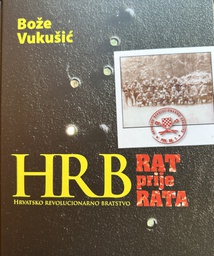 Bože
Vukušić
HRB
HRVATSKO REVOLUCIONARNO BRATSTVO
RAT
prije
RATA